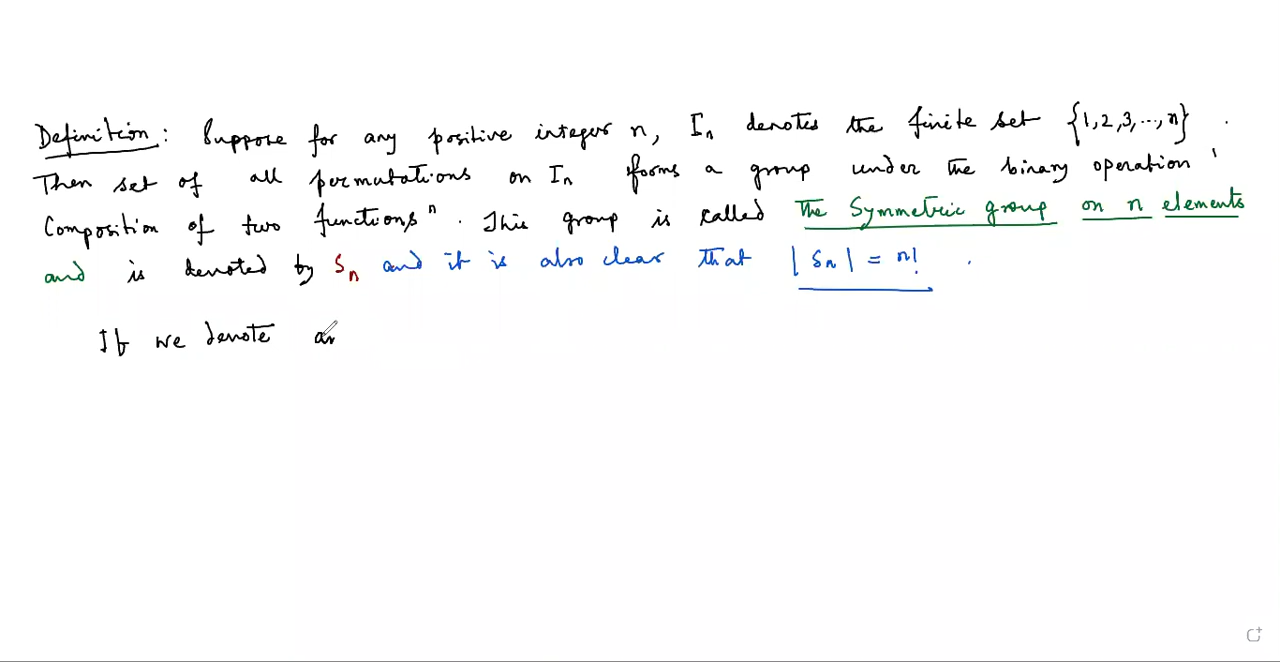 Definition: Suppose for any positive integer n, Iₙ denotes the finite set {1,2,3,...,n}.
Then set of all permutations on Iₙ forms a group under the binary operation '
Composition of two functions". This group is called the Symmetric group on n elements
and is denoted by Sₙ and it is also clear that |Sₙ| = n! .
If we denote an